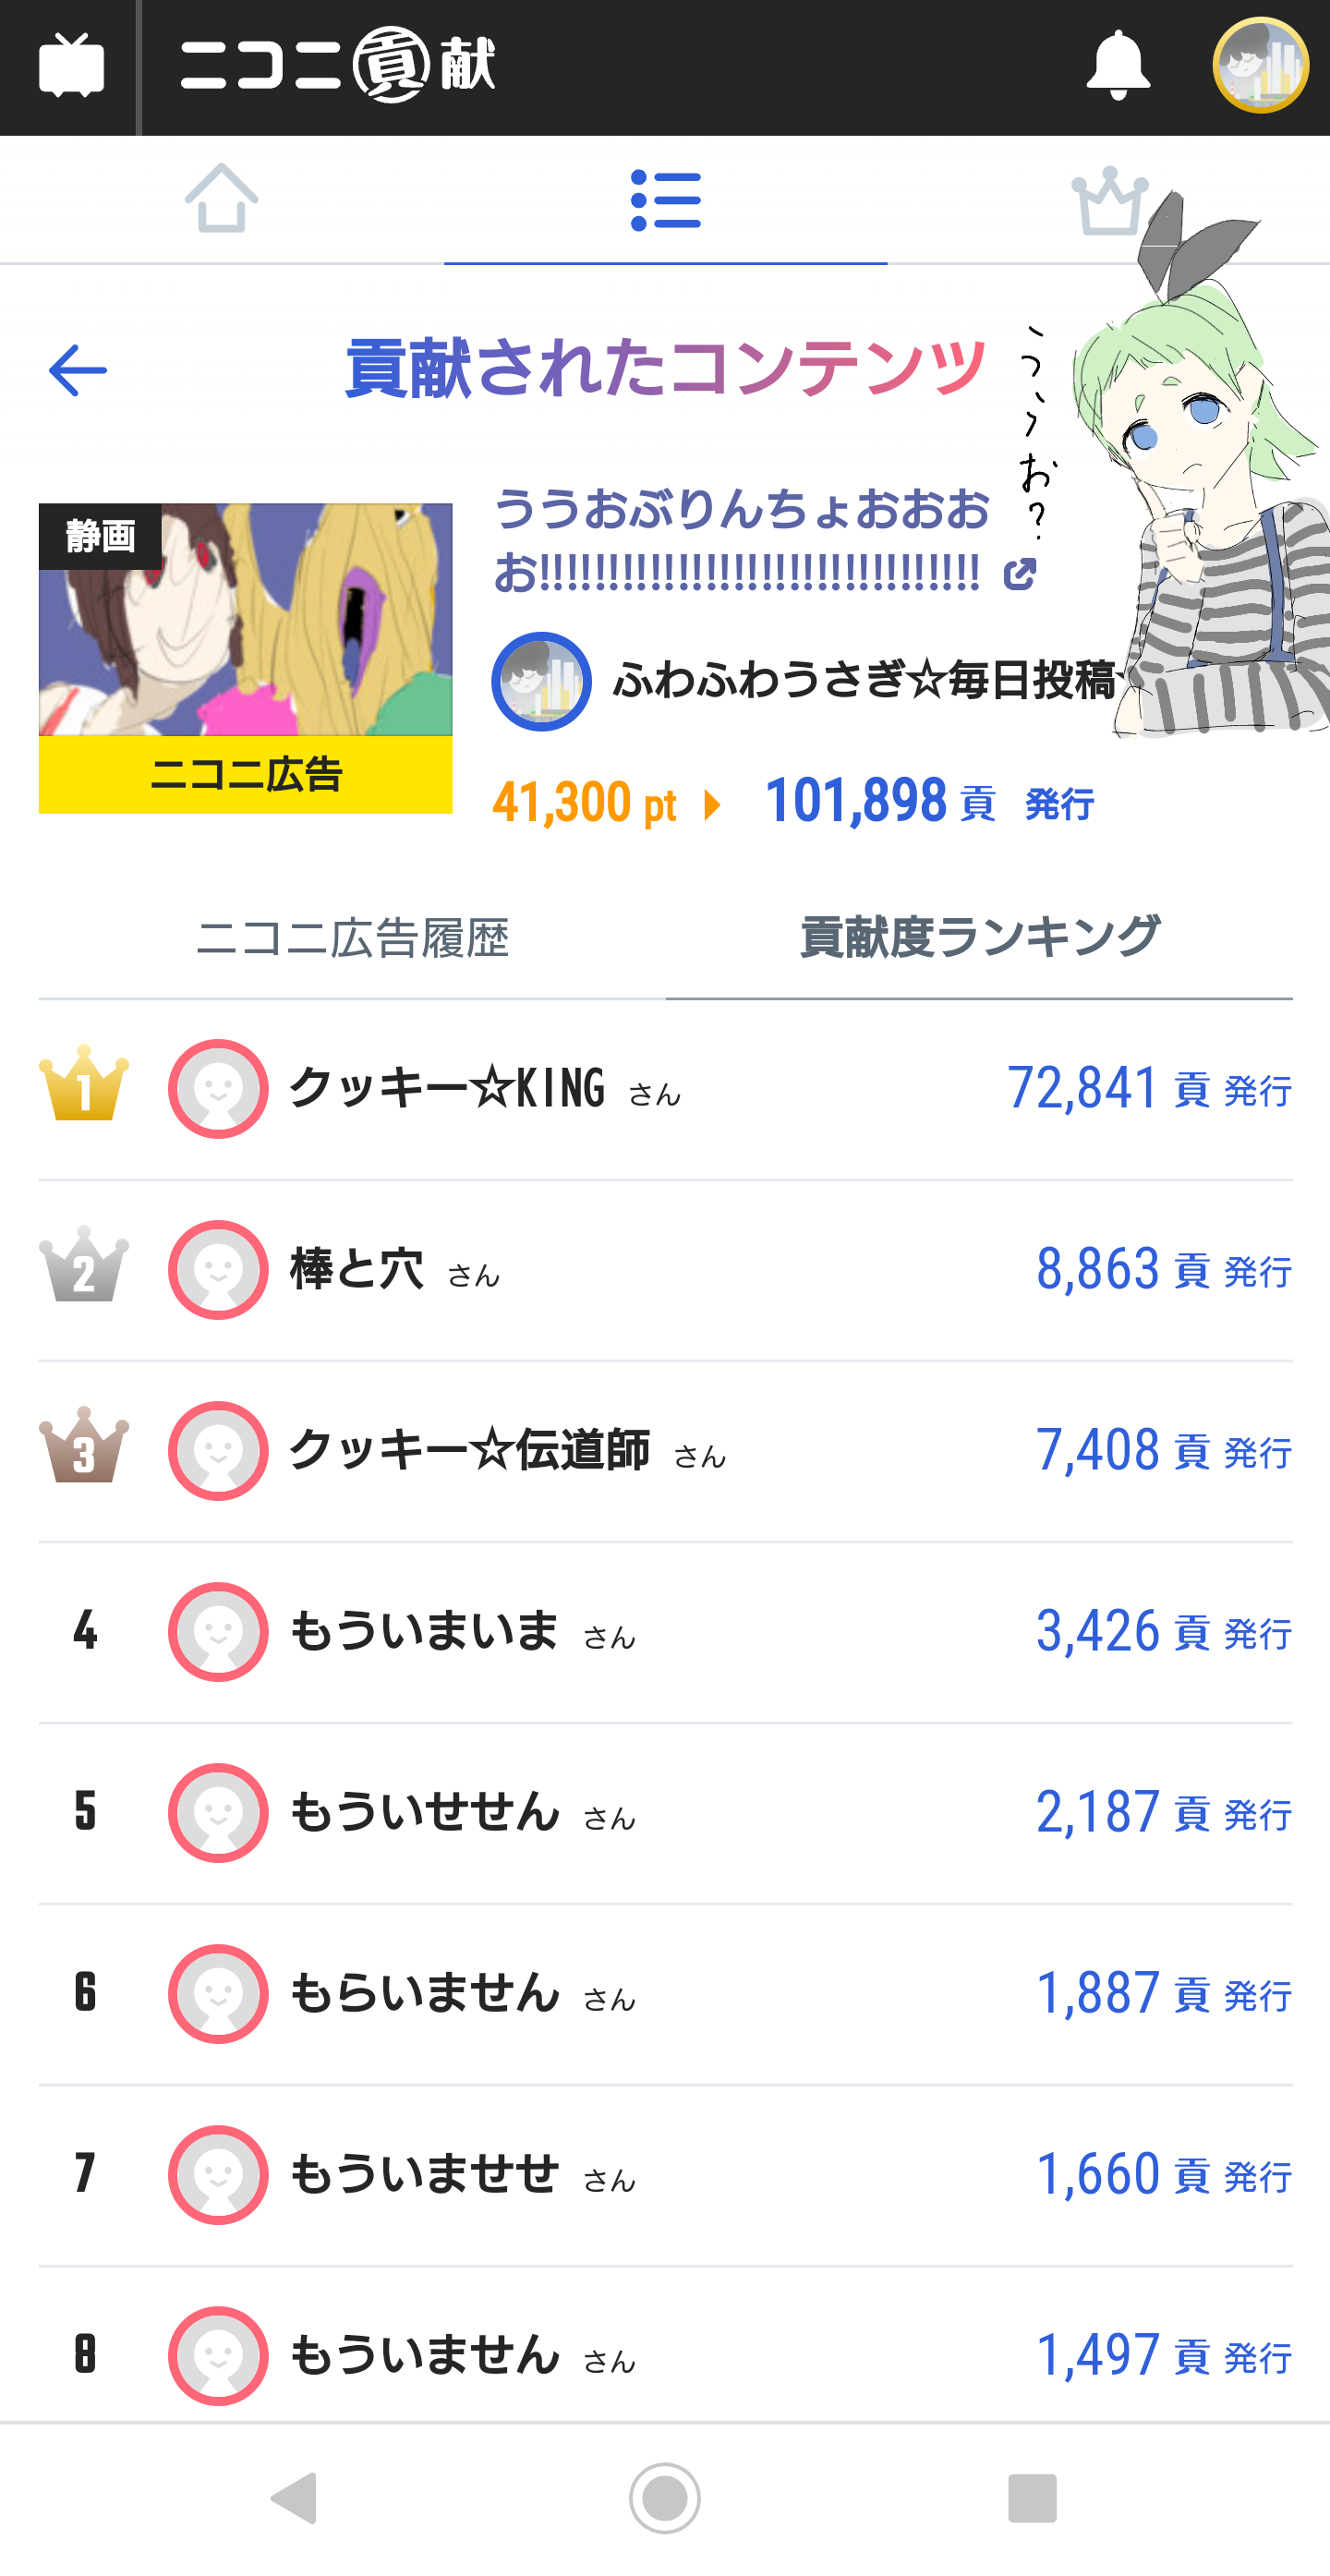 ニコニ貢献
貢献されたコンテンツ
静画
ううおぶりんちょおおお
お!!!!!!!!!!!!!!!!!!!!!!!!!!!!!!!!
ニコニ広告
ふわふわうさぎ☆毎日投稿
41,300 pt 101,898 貢 発行
ニコニ広告履歴
貢献度ランキング
1 クッキー☆KING さん 72,841 貢 発行
2 棒と穴 さん 8,863 貢 発行
3 クッキー☆伝道師 さん 7,408 貢 発行
4 もういまいま さん 3,426 貢 発行
5 もういせせん さん 2,187 貢 発行
6 もらいません さん 1,887 貢 発行
7 もういませせ さん 1,660 貢 発行
8 もういません さん 1,497 貢 発行